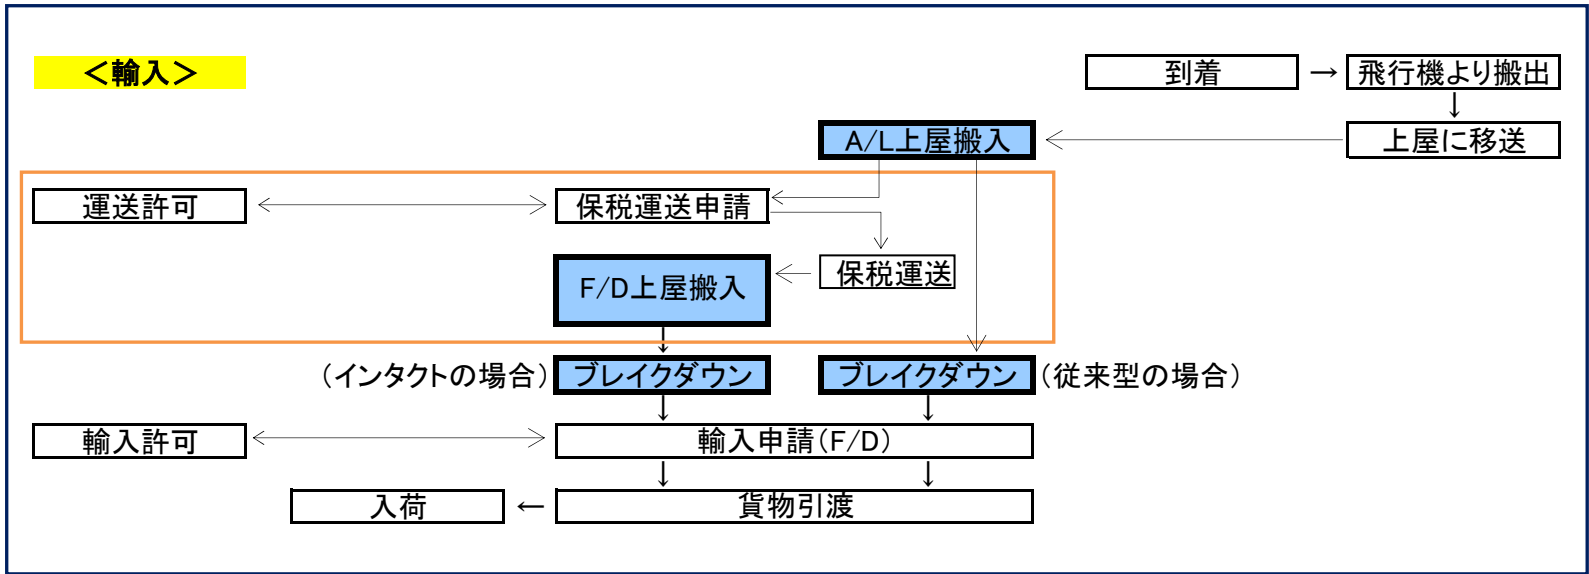 ＜輸入＞
到着
→
飛行機より搬出
↓
A/L上屋搬入
上屋に移送
運送許可
保税運送申請
F/D上屋搬入
保税運送
↓
（インタクトの場合）
ブレイクダウン
ブレイクダウン
（従来型の場合）
↓
↓
輸入許可
輸入申請（F/D）
↓
↓
入荷
←
貨物引渡